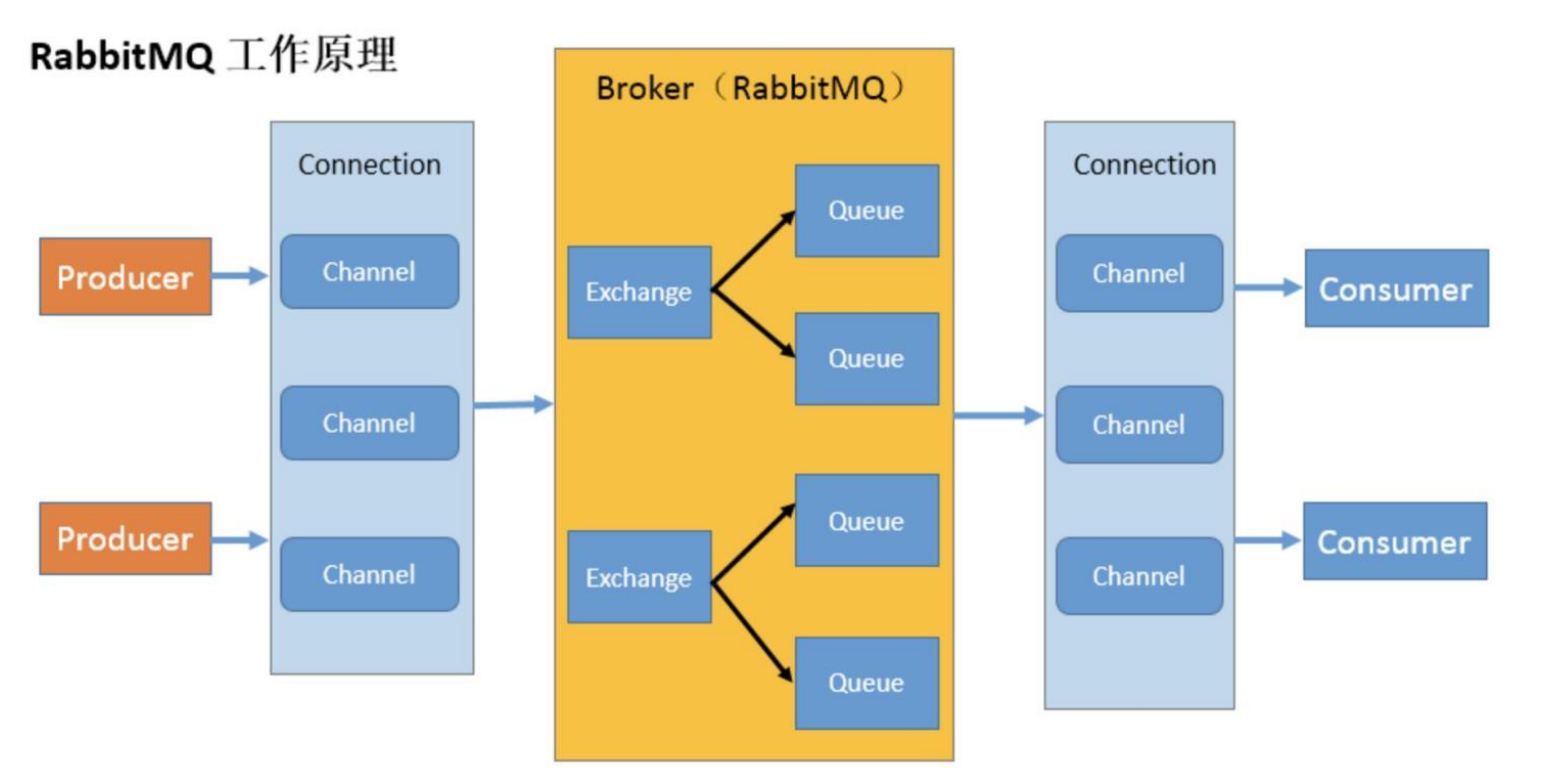 RabbitMQ 工作原理
Broker（RabbitMQ）
Connection
Connection
Producer
Channel
Exchange
Queue
Queue
Channel
Consumer
Channel
Channel
Producer
Channel
Exchange
Queue
Queue
Channel
Consumer